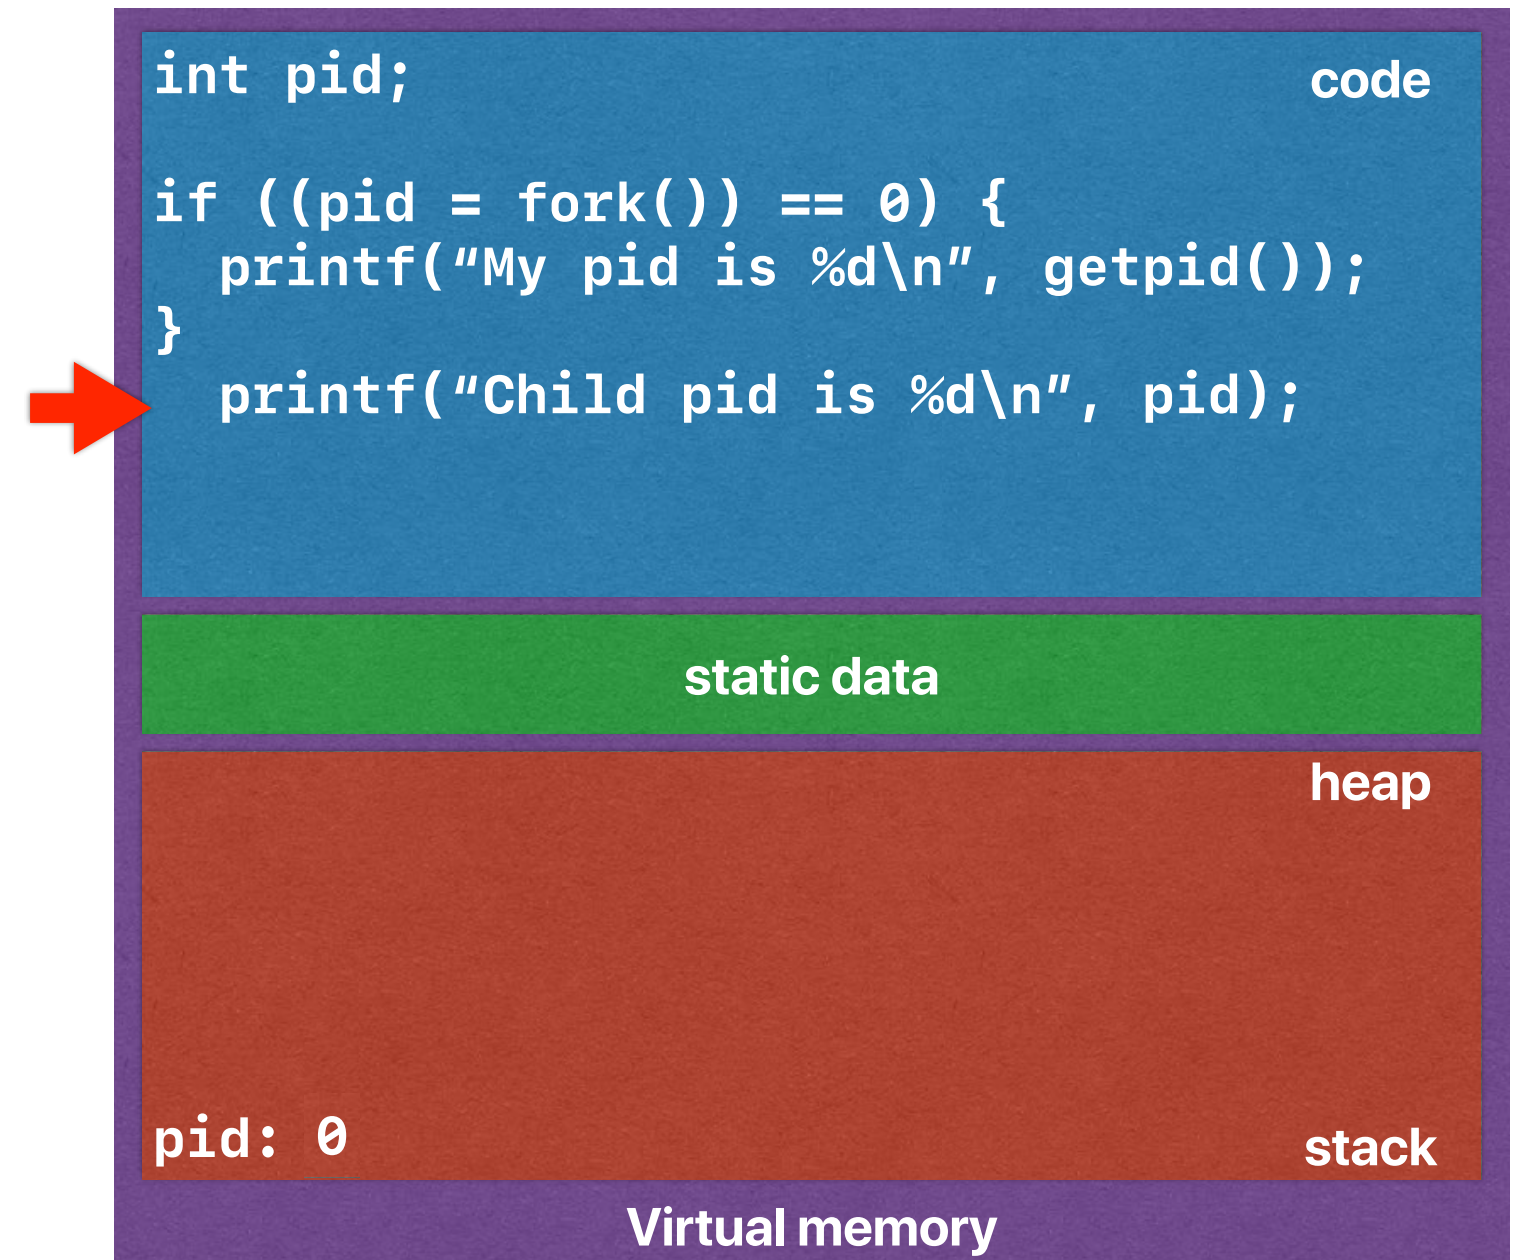 int pid;
code
if ((pid = fork()) == 0) {
  printf(“My pid is %d\n”, getpid());
}
  printf(“Child pid is %d\n”, pid);
static data
heap
pid: 0
stack
Virtual memory